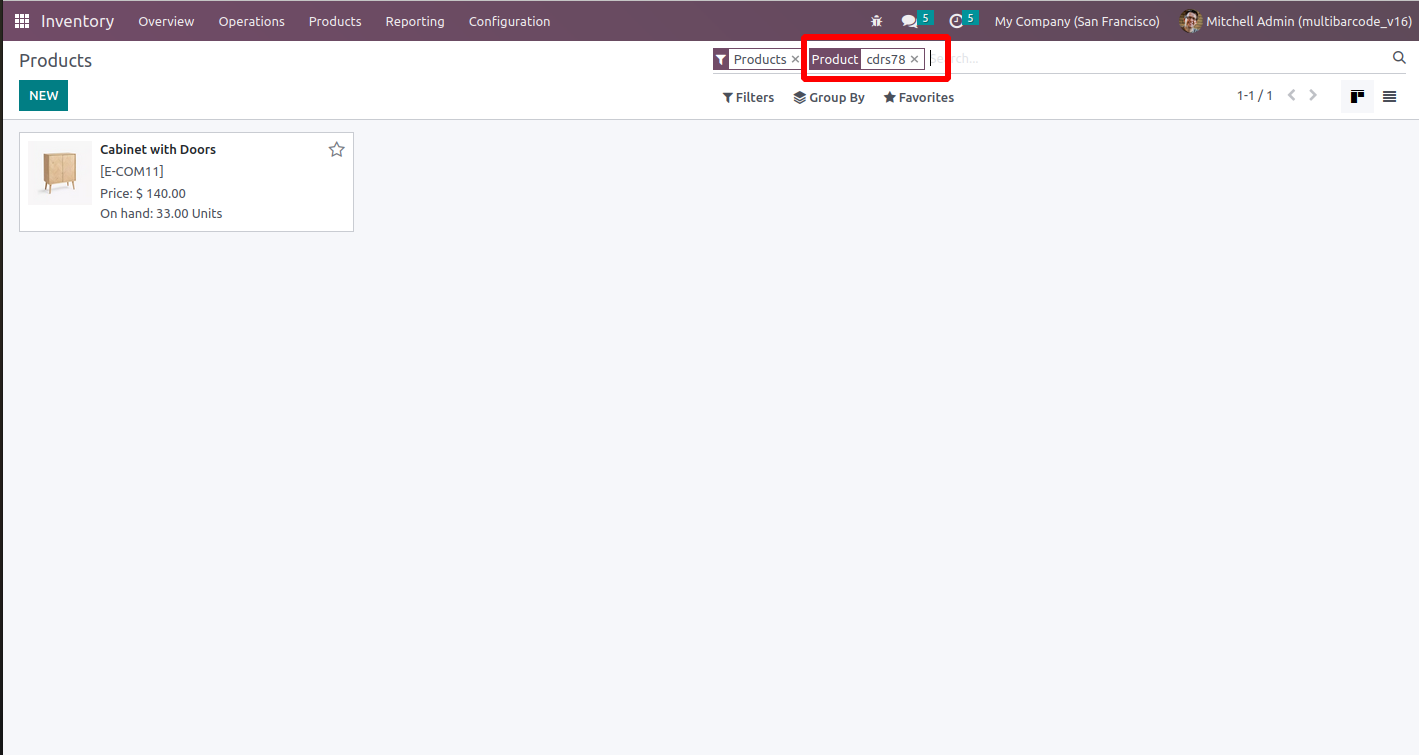 Inventory Overview Operations Products Reporting Configuration 5 5 My Company (San Francisco) Mitchell Admin (multibarcode_v16)
Products
Products × Product cdrs78 × Search...
NEW
Filters Group By Favorites 1-1 / 1
Cabinet with Doors
[E-COM11]
Price: $ 140.00
On hand: 33.00 Units